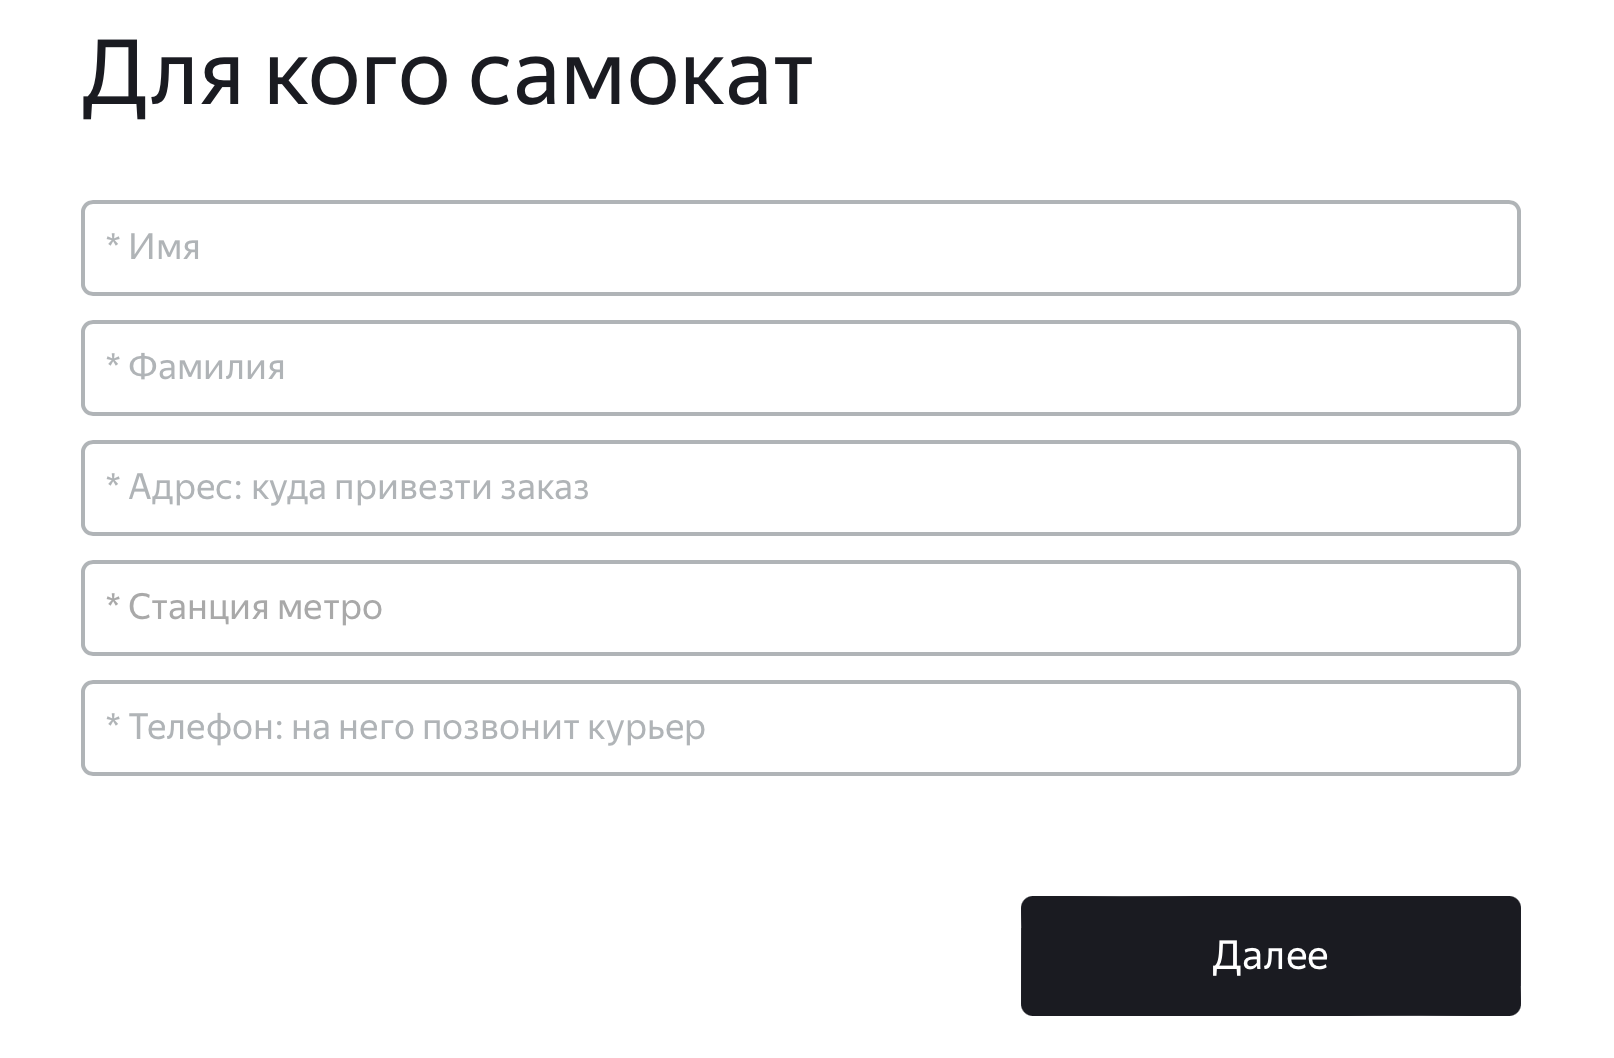 Для кого самокат
* Имя
* Фамилия
* Адрес: куда привезти заказ
* Станция метро
* Телефон: на него позвонит курьер
Далее